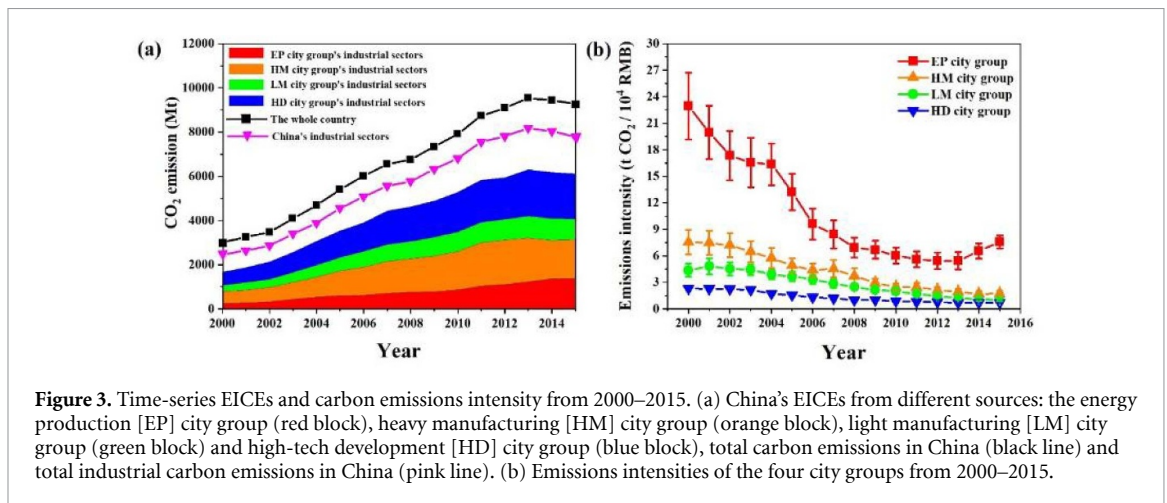 (a)
12000
10000
8000
6000
4000
2000
0
CO2 emission (Mt)
EP city group's industrial sectors
HM city group's industrial sectors
LM city group's industrial sectors
HD city group's industrial sectors
The whole country
China's industrial sectors
2000 2002 2004 2006 2008 2010 2012 2014
Year
(b)
30
27
24
21
18
15
12
9
6
3
0
Emissions intensity (t CO2 / 10⁴ RMB)
EP city group
HM city group
LM city group
HD city group
2000 2002 2004 2006 2008 2010 2012 2014 2016
Year
Figure 3. Time-series EICEs and carbon emissions intensity from 2000–2015. (a) China's EICEs from different sources: the energy
production [EP] city group (red block), heavy manufacturing [HM] city group (orange block), light manufacturing [LM] city
group (green block) and high-tech development [HD] city group (blue block), total carbon emissions in China (black line) and
total industrial carbon emissions in China (pink line). (b) Emissions intensities of the four city groups from 2000–2015.